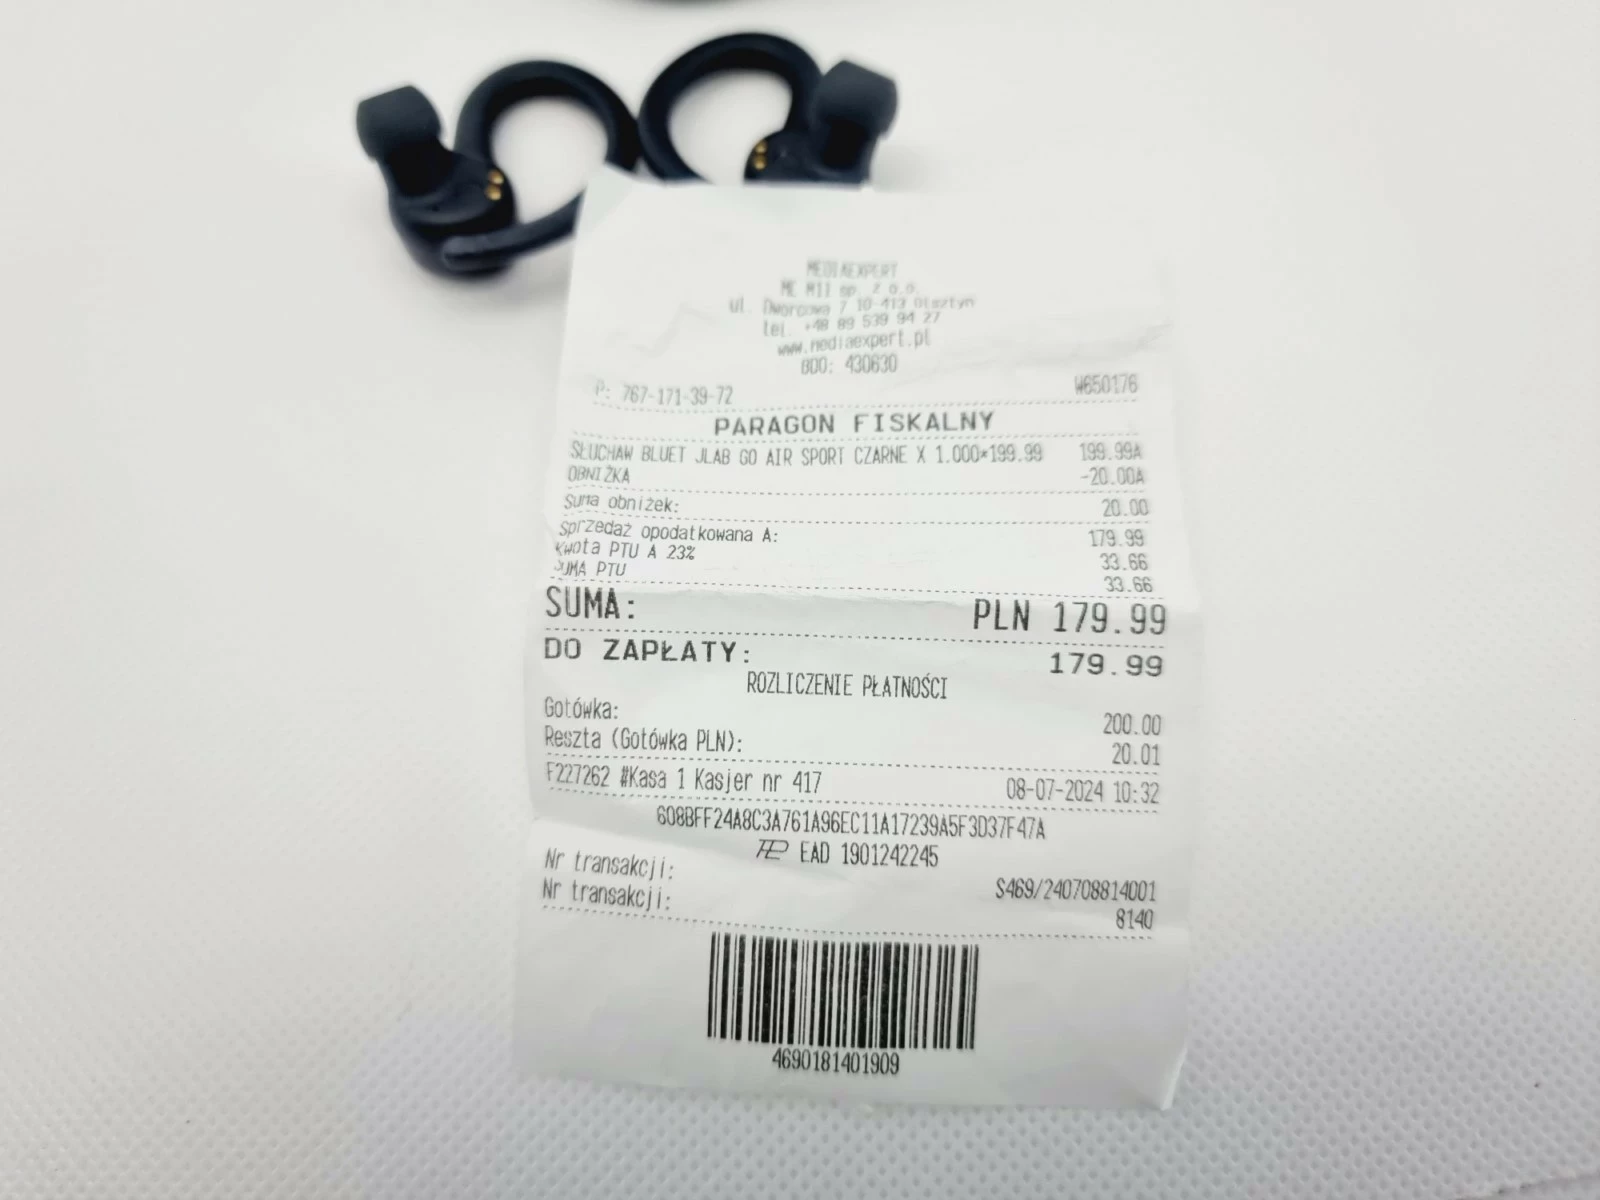 MEDIAEXPERT
ME M11 sp. z o.o.
ul. Dworcowa 7 10-413 Olsztyn
tel. +48 89 539 94 27
www.mediaexpert.pl
BDO: 430630
P: 767-171-39-72 W650176
PARAGON FISKALNY
SŁUCHAW BLUET JLAB GO AIR SPORT CZARNE X 1.000*199.99 199.99A
OBNIŻKA -20.00A
Suma obniżek: 20.00
Sprzedaż opodatkowana A: 179.99
Kwota PTU A 23% 33.66
SUMA PTU 33.66
SUMA: PLN 179.99
DO ZAPŁATY: 179.99
ROZLICZENIE PŁATNOŚCI
Gotówka: 200.00
Reszta (Gotówka PLN): 20.01
F227262 #Kasa 1 Kasjer nr 417 08-07-2024 10:32
608BFF24A8C3A761A96EC11A17239A5F3D37F47A
EAD 1901242245
Nr transakcji: S469/240708814001
Nr transakcji: 8140
4690181401909